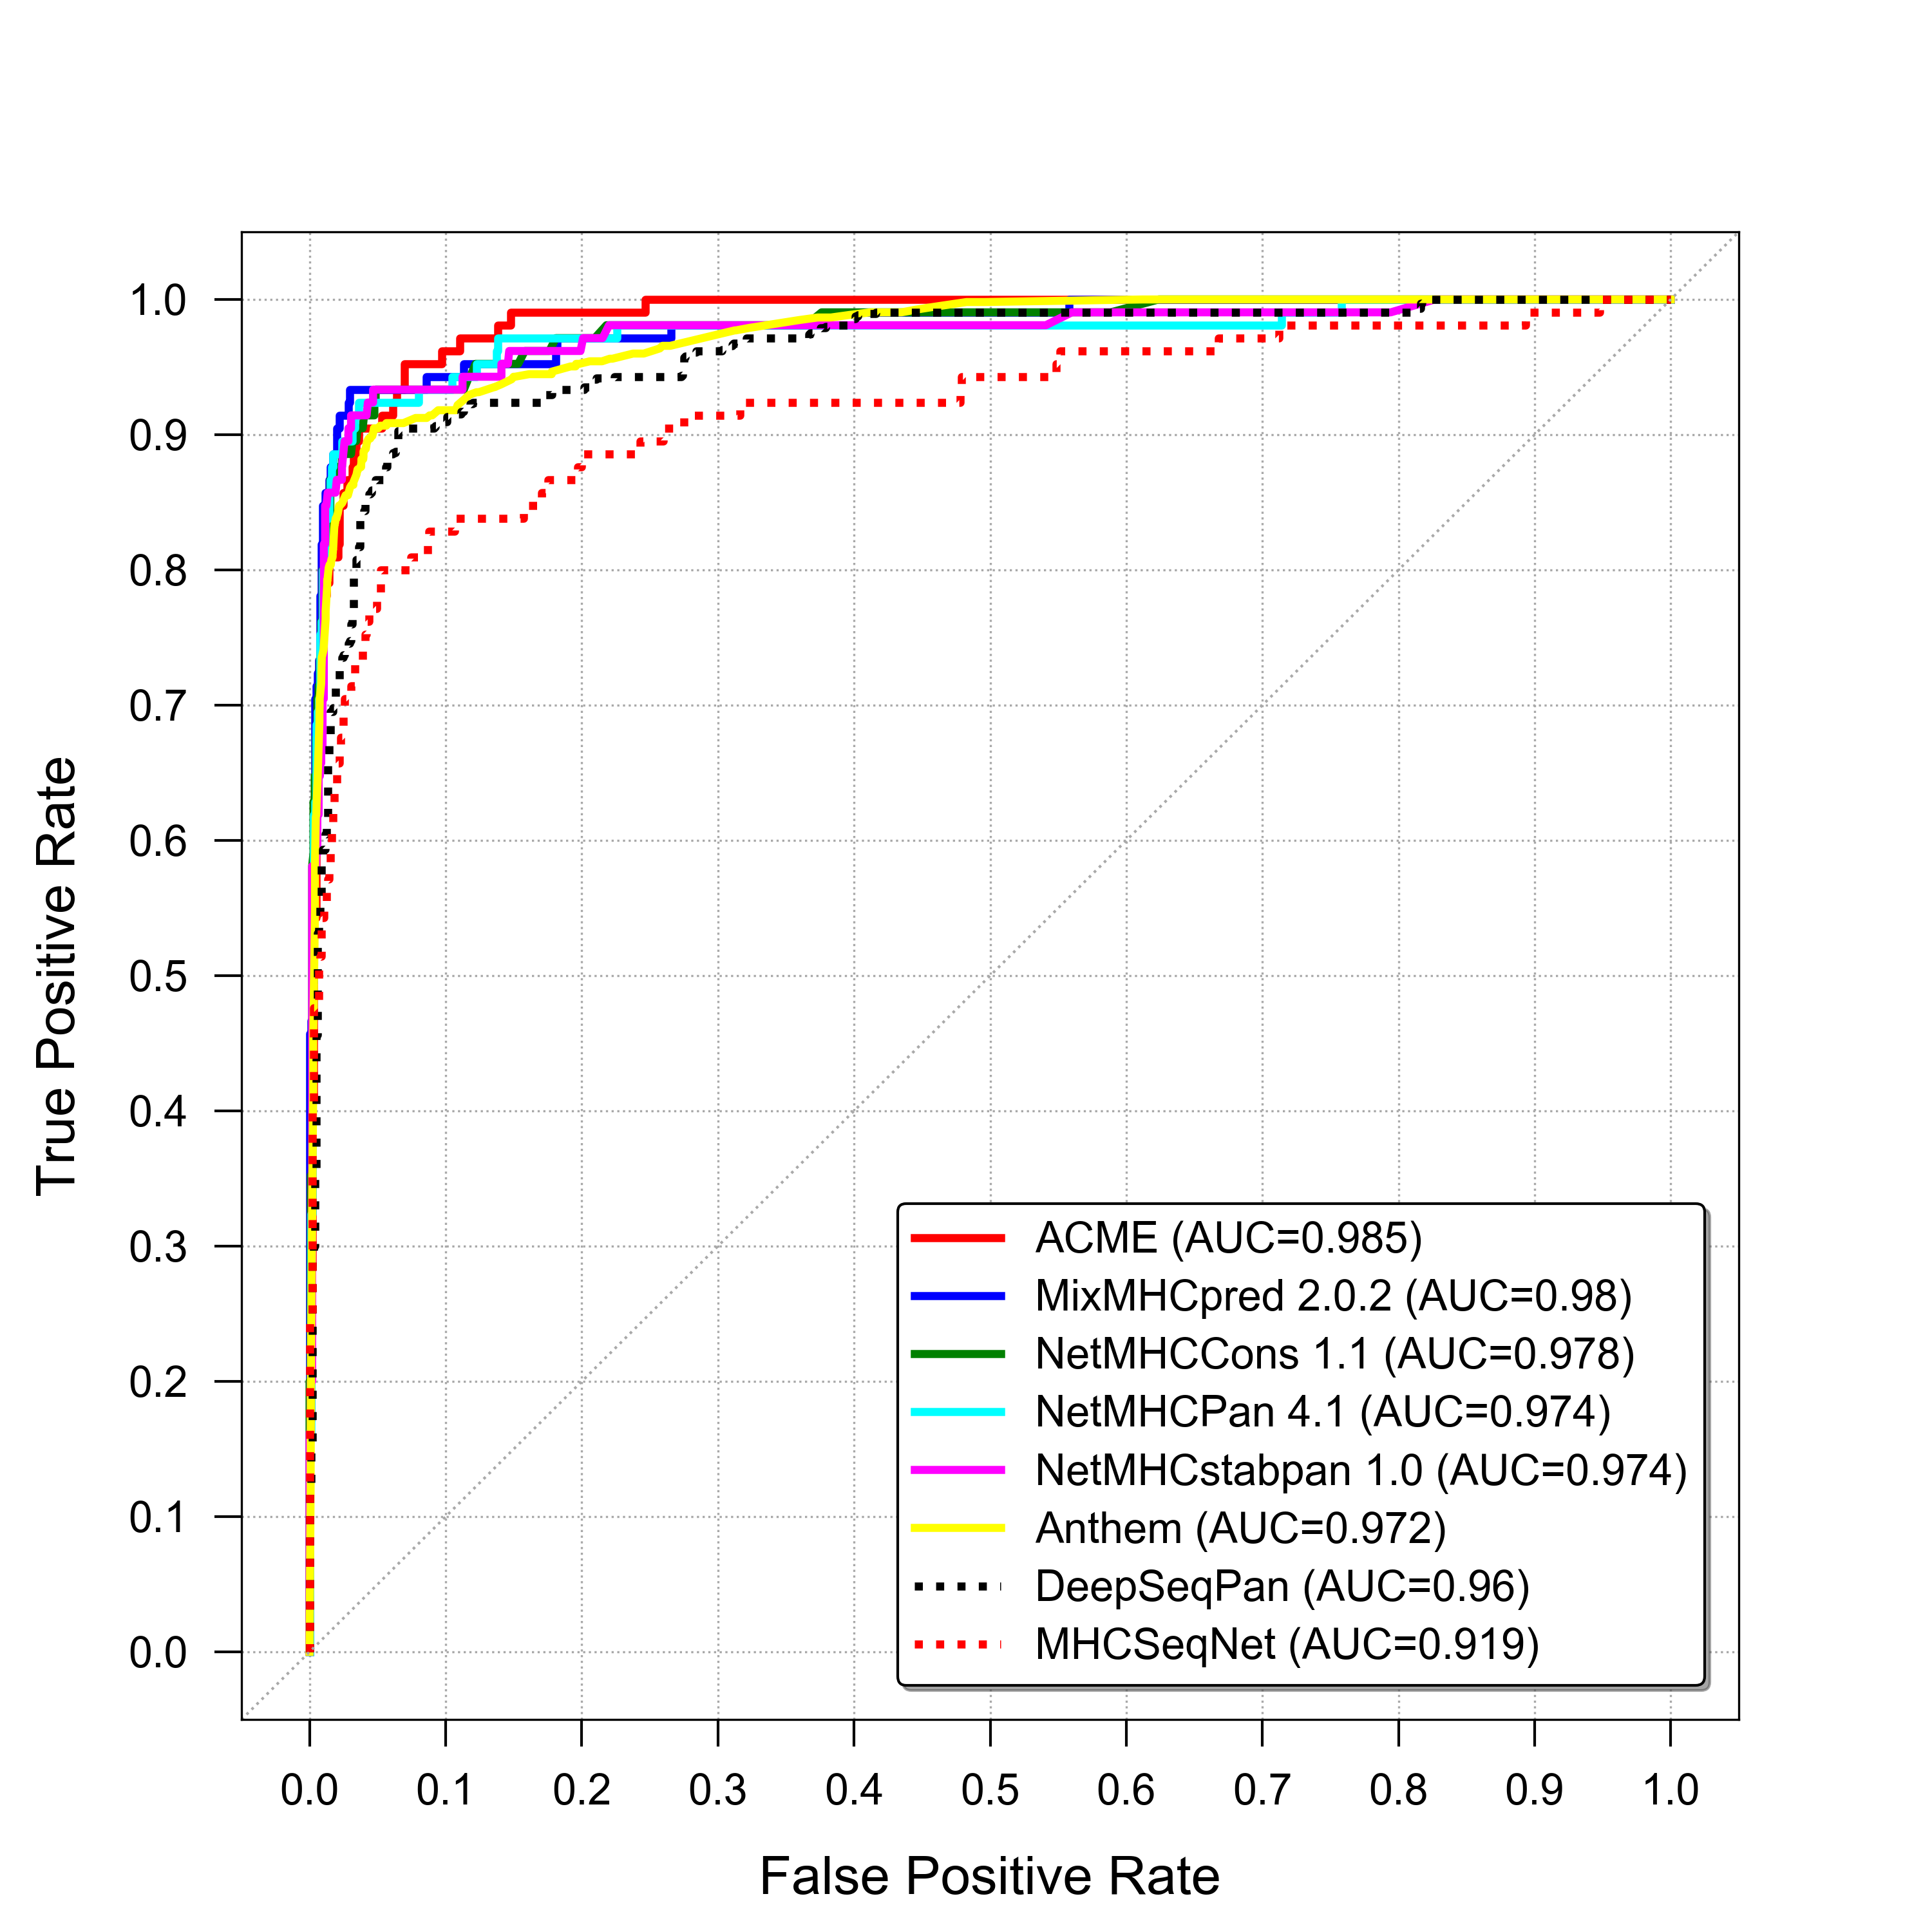 True Positive Rate
1.0
0.9
0.8
0.7
0.6
0.5
0.4
0.3
0.2
0.1
0.0
ACME (AUC=0.985)
MixMHCpred 2.0.2 (AUC=0.98)
NetMHCCons 1.1 (AUC=0.978)
NetMHCPan 4.1 (AUC=0.974)
NetMHCstabpan 1.0 (AUC=0.974)
Anthem (AUC=0.972)
DeepSeqPan (AUC=0.96)
MHCSeqNet (AUC=0.919)
0.0 0.1 0.2 0.3 0.4 0.5 0.6 0.7 0.8 0.9 1.0
False Positive Rate